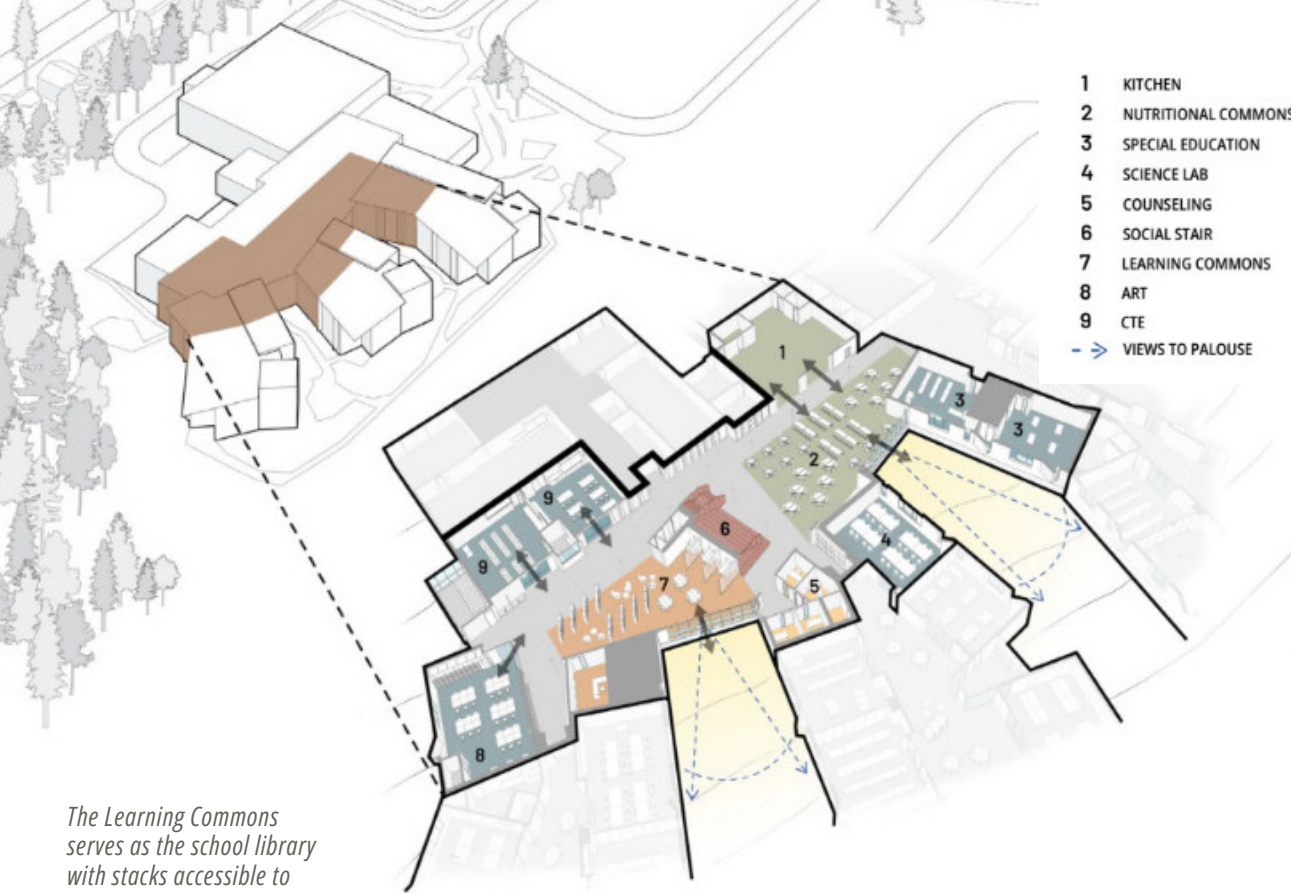 1 KITCHEN
2 NUTRITIONAL COMMONS
3 SPECIAL EDUCATION
4 SCIENCE LAB
5 COUNSELING
6 SOCIAL STAIR
7 LEARNING COMMONS
8 ART
9 CTE
VIEWS TO PALOUSE
1
3
3
2
9
6
4
9
7
5
8
The Learning Commons
serves as the school library
with stacks accessible to